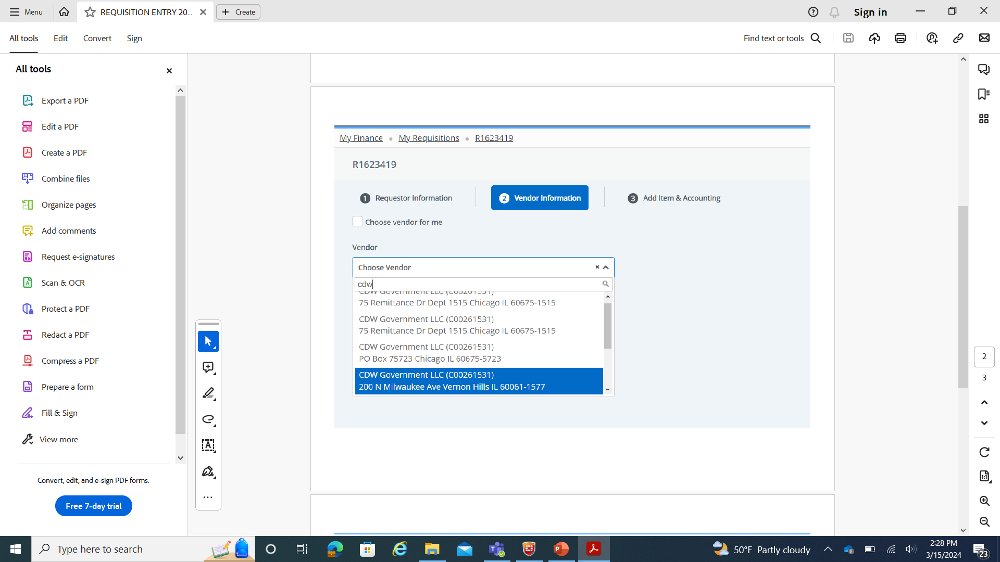 Menu
REQUISITION ENTRY 20...
Create
Sign in
All tools
Edit
Convert
Sign
Find text or tools
All tools
Export a PDF
Edit a PDF
Create a PDF
Combine files
Organize pages
Add comments
Request e-signatures
Scan & OCR
Protect a PDF
Redact a PDF
Compress a PDF
Prepare a form
Fill & Sign
View more
Convert, edit, and e-sign PDF forms.
Free 7-day trial
My Finance • My Requisitions • R1623419
R1623419
1 Requestor Information
2 Vendor Information
3 Add Item & Accounting
Choose vendor for me
Vendor
Choose Vendor
cdw
CDW Government LLC (C00261531)
75 Remittance Dr Dept 1515 Chicago IL 60675-1515
CDW Government LLC (C00261531)
75 Remittance Dr Dept 1515 Chicago IL 60675-1515
CDW Government LLC (C00261531)
PO Box 75723 Chicago IL 60675-5723
CDW Government LLC (C00261531)
200 N Milwaukee Ave Vernon Hills IL 60061-1577
2
3
Type here to search
50°F Partly cloudy
2:28 PM
3/15/2024
23